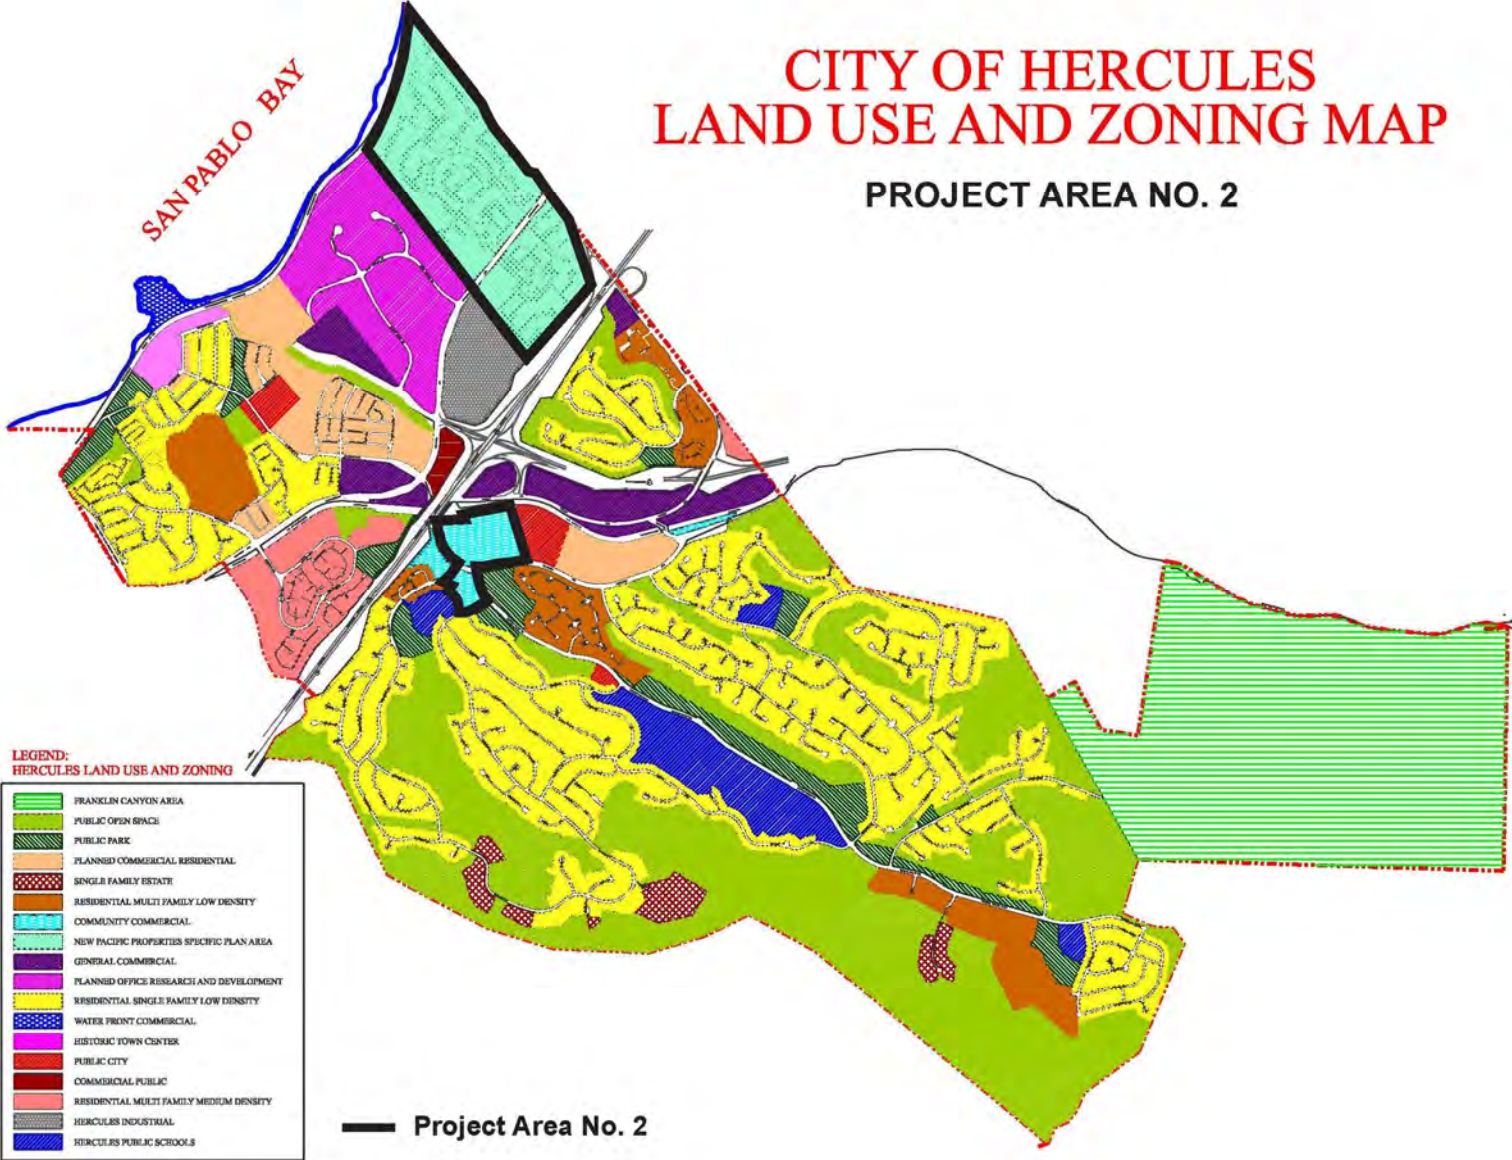 CITY OF HERCULES
LAND USE AND ZONING MAP
PROJECT AREA NO. 2
SAN PABLO BAY
LEGEND:
HERCULES LAND USE AND ZONING
FRANKLIN CANYON AREA
PUBLIC OPEN SPACE
PUBLIC PARK
PLANNED COMMERCIAL RESIDENTIAL
SINGLE FAMILY ESTATE
RESIDENTIAL MULTI FAMILY LOW DENSITY
COMMUNITY COMMERCIAL
NEW PACIFIC PROPERTIES SPECIFIC PLAN AREA
GENERAL COMMERCIAL
PLANNED OFFICE RESEARCH AND DEVELOPMENT
RESIDENTIAL SINGLE FAMILY LOW DENSITY
WATER FRONT COMMERCIAL
HISTORIC TOWN CENTER
PUBLIC CITY
COMMERCIAL PUBLIC
RESIDENTIAL MULTI FAMILY MEDIUM DENSITY
HERCULES INDUSTRIAL
HERCULES PUBLIC SCHOOLS
Project Area No. 2